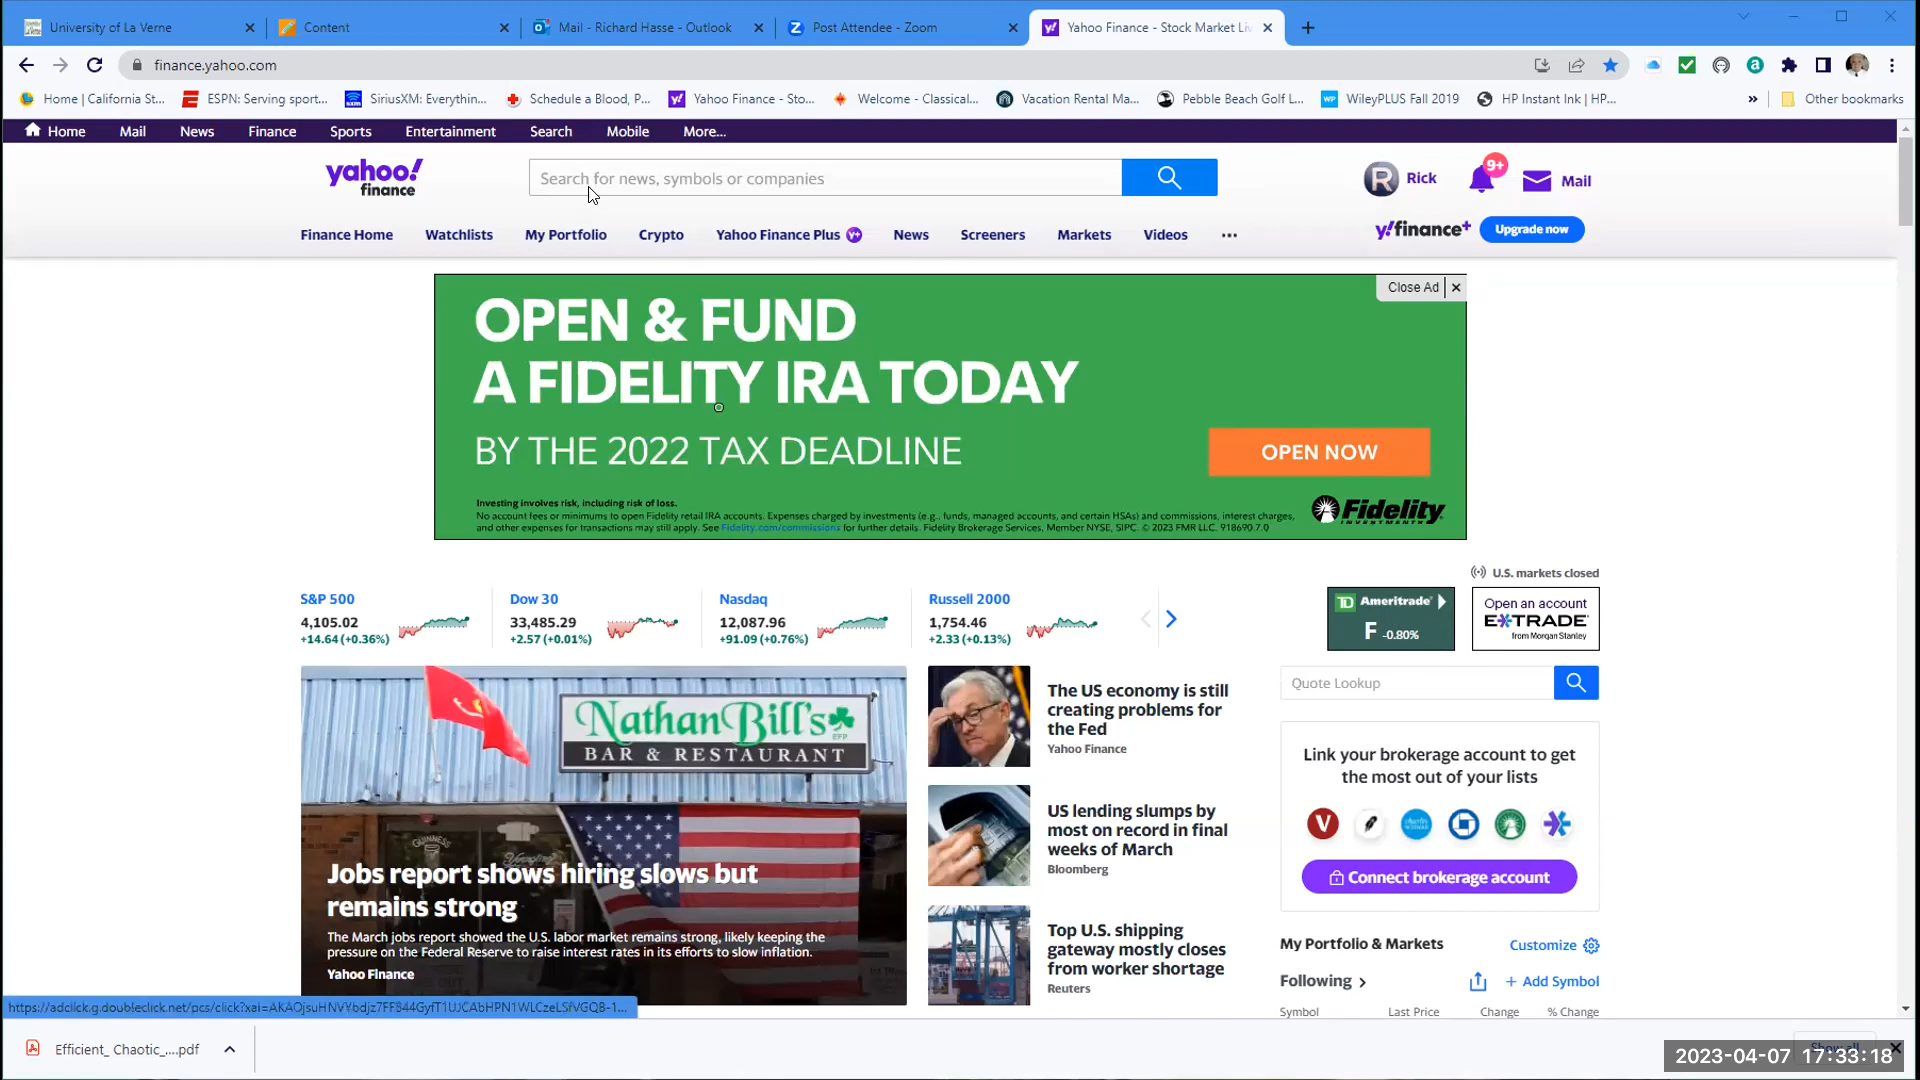 University of La Verne
Content
Mail - Richard Hasse - Outlook
Post Attendee - Zoom
Yahoo Finance - Stock Market Liv
finance.yahoo.com
Home | California St...
ESPN: Serving sport...
SiriusXM: Everythin...
Schedule a Blood, P...
Yahoo Finance - Sto...
Welcome - Classical...
Vacation Rental Ma...
Pebble Beach Golf L...
WileyPLUS Fall 2019
HP Instant Ink | HP...
»
Other bookmarks
Home
Mail
News
Finance
Sports
Entertainment
Search
Mobile
More...
yahoo!
finance
Search for news, symbols or companies
R
Rick
9+
Mail
Finance Home
Watchlists
My Portfolio
Crypto
Yahoo Finance Plus
News
Screeners
Markets
Videos
y!finance+
Upgrade now
Close Ad
OPEN & FUND
A FIDELITY IRA TODAY
BY THE 2022 TAX DEADLINE
OPEN NOW
Investing involves risk, including risk of loss.
No account fees or minimums to open Fidelity retail IRA accounts. Expenses charged by investments (e.g., funds, managed accounts, and certain HSAs) and commissions, interest charges,
and other expenses for transactions may still apply. See Fidelity.com/commissions for further details. Fidelity Brokerage Services, Member NYSE, SIPC. © 2023 FMR LLC. 918690.7.0
Fidelity
INVESTMENTS
U.S. markets closed
S&P 500
4,105.02
+14.64 (+0.36%)
Dow 30
33,485.29
+2.57 (+0.01%)
Nasdaq
12,087.96
+91.09 (+0.76%)
Russell 2000
1,754.46
+2.33 (+0.13%)
TD Ameritrade
F -0.80%
Open an account
E*TRADE
from Morgan Stanley
Nathan Bill's
BAR & RESTAURANT
GUINNESS
Jobs report shows hiring slows but
remains strong
The March jobs report showed the U.S. labor market remains strong, likely keeping the
pressure on the Federal Reserve to raise interest rates in its efforts to slow inflation.
Yahoo Finance
The US economy is still
creating problems for
the Fed
Yahoo Finance
US lending slumps by
most on record in final
weeks of March
Bloomberg
Top U.S. shipping
gateway mostly closes
from worker shortage
Reuters
Quote Lookup
Link your brokerage account to get
the most out of your lists
Connect brokerage account
My Portfolio & Markets
Customize
Following
+ Add Symbol
Symbol
Last Price
Change
% Change
Efficient_ Chaotic_....pdf
Show all
2023-04-07 17:33:18